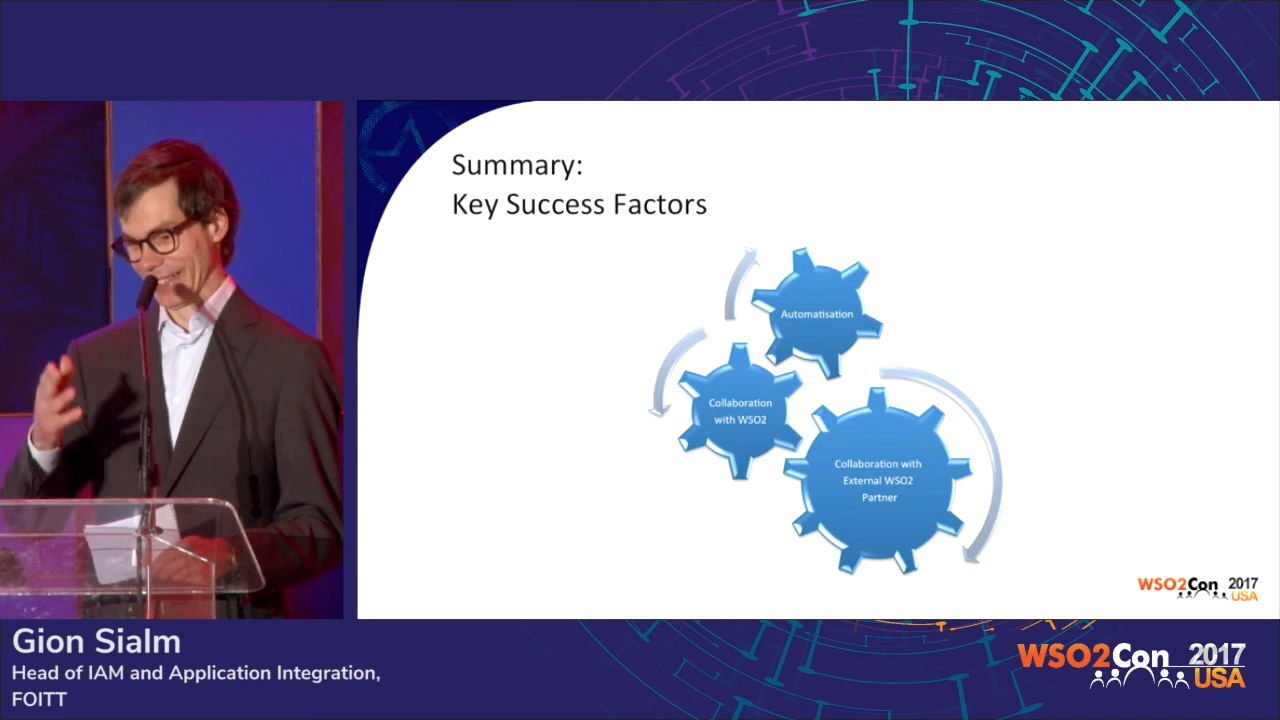 Summary:
Key Success Factors
Automatisation
Collaboration
with WSO2
Collaboration with
External WSO2
Partner
WSO2Con 2017
USA
Gion Sialm
Head of IAM and Application Integration,
FOITT
WSO2Con 2017
USA